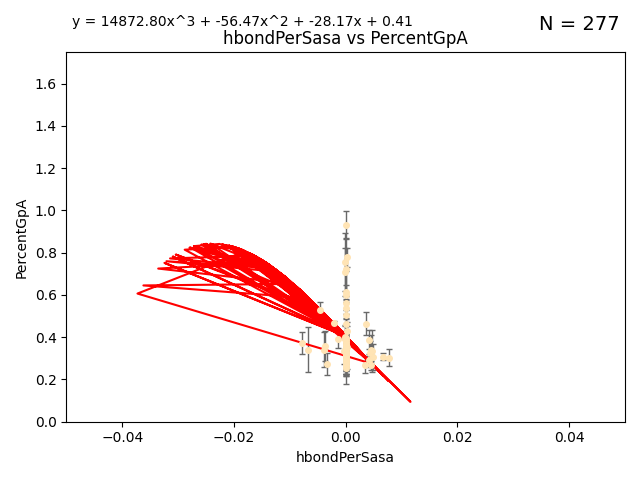 y = 14872.80x^3 + -56.47x^2 + -28.17x + 0.41
N = 277
hbondPerSasa vs PercentGpA
PercentGpA
1.6
1.4
1.2
1.0
0.8
0.6
0.4
0.2
0.0
−0.04
−0.02
0.00
0.02
0.04
hbondPerSasa